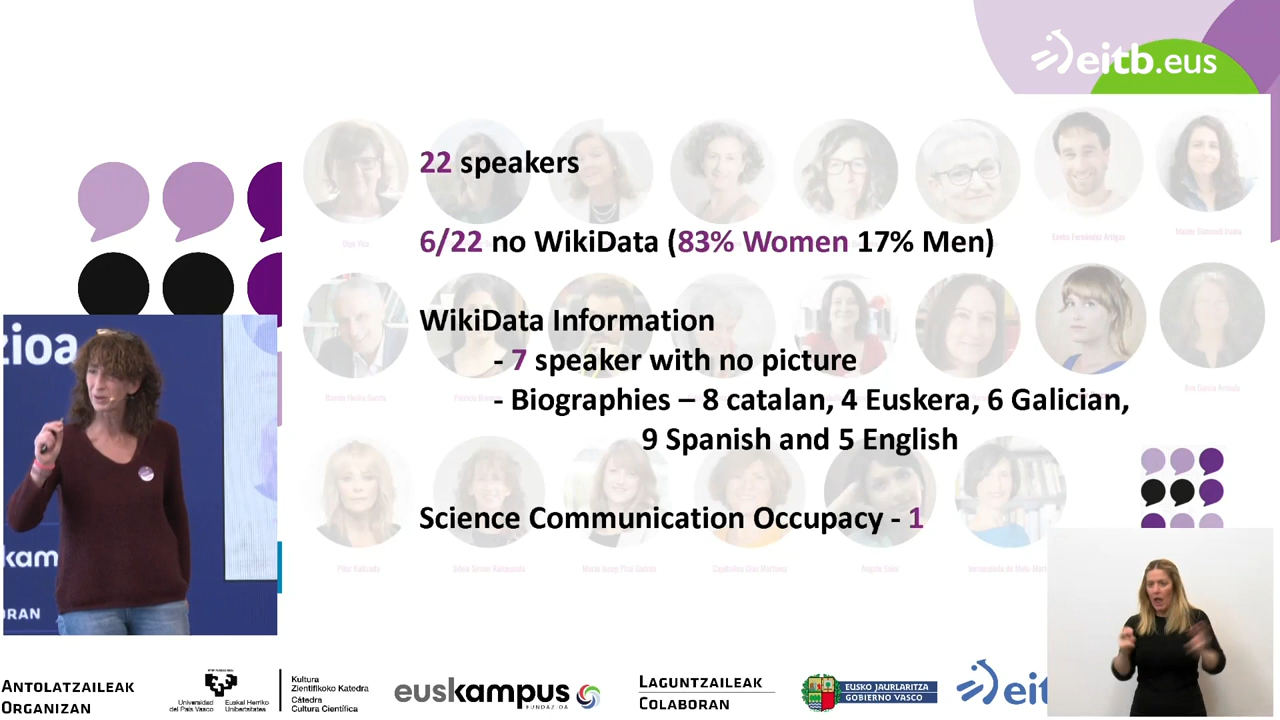 eitb.eus
22 speakers
6/22 no WikiData (83% Women 17% Men)
WikiData Information
- 7 speaker with no picture
- Biographies – 8 catalan, 4 Euskera, 6 Galician,
9 Spanish and 5 English
Science Communication Occupacy - 1
zioa
kam
RAN
ANTOLATZAILEAK
ORGANIZAN
Universidad
del País Vasco
Euskal Herriko
Unibertsitatea
Kultura
Zientifikoko Katedra
Cátedra
Cultura Científica
euskampus
FUNDAZIOA
LAGUNTZAILEAK
COLABORAN
EUSKO JAURLARITZA
GOBIERNO VASCO
eit